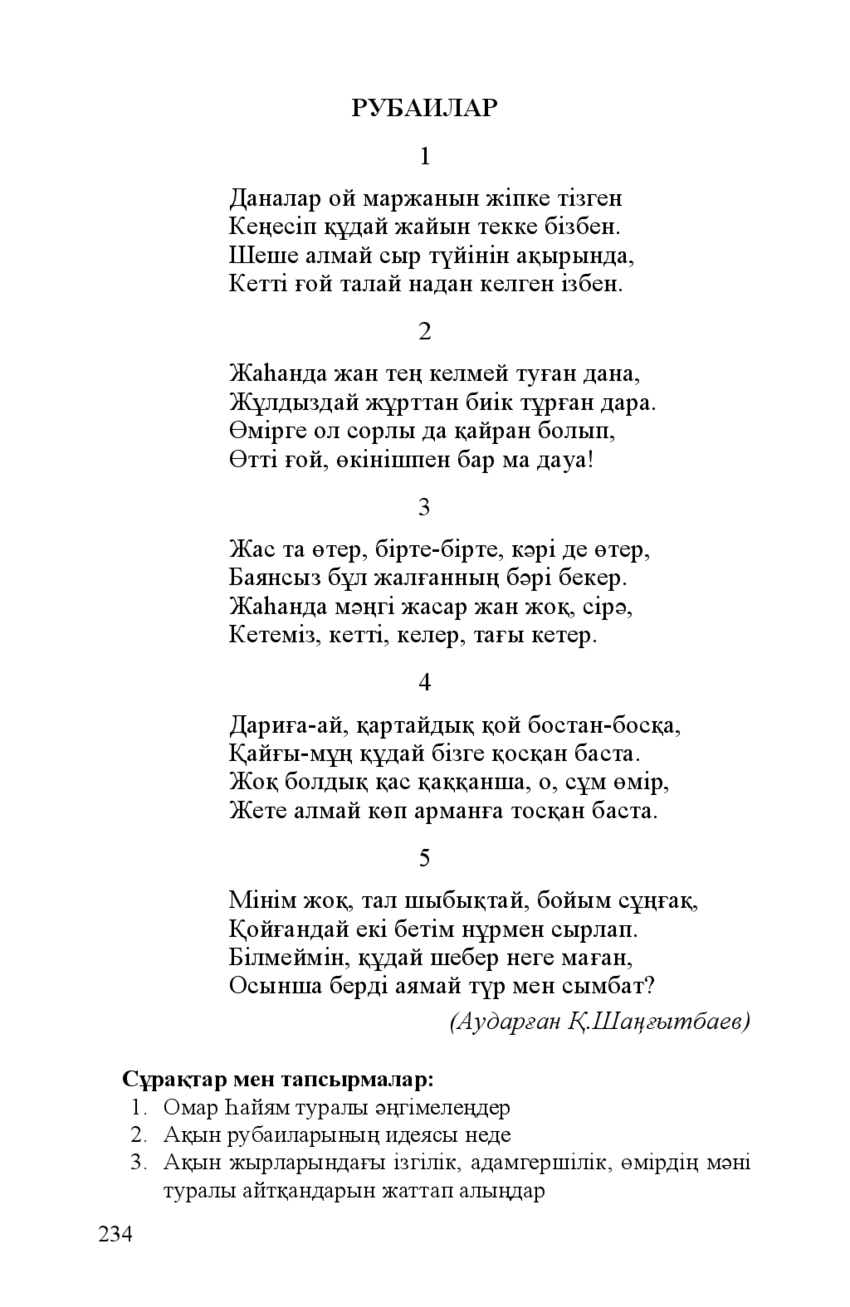 РУБАИЛАР
1
Даналар ой маржанын жіпке тізген
Кеңесіп құдай жайын текке бізбен.
Шеше алмай сыр түйінін ақырында,
Кетті ғой талай надан келген ізбен.
2
Жаһанда жан тең келмей туған дана,
Жұлдыздай жұрттан биік тұрған дара.
Өмірге ол сорлы да қайран болып,
Өтті ғой, өкінішпен бар ма дауа!
3
Жас та өтер, бірте-бірте, кәрі де өтер,
Баянсыз бұл жалғанның бәрі бекер.
Жаһанда мәңгі жасар жан жоқ, сірә,
Кетеміз, кетті, келер, тағы кетер.
4
Дариға-ай, қартайдық қой бостан-босқа,
Қайғы-мұң құдай бізге қосқан баста.
Жоқ болдық қас қаққанша, о, сұм өмір,
Жете алмай көп арманға тосқан баста.
5
Мінім жоқ, тал шыбықтай, бойым сұңғақ,
Қойғандай екі бетім нұрмен сырлап.
Білмеймін, құдай шебер неге маған,
Осынша берді аямай түр мен сымбат?
(Аударған Қ.Шаңғытбаев)
Сұрақтар мен тапсырмалар:
1. Омар Һайям туралы әңгімелеңдер
2. Ақын рубаиларының идеясы неде
3. Ақын жырларындағы ізгілік, адамгершілік, өмірдің мәні
туралы айтқандарын жаттап алыңдар
234